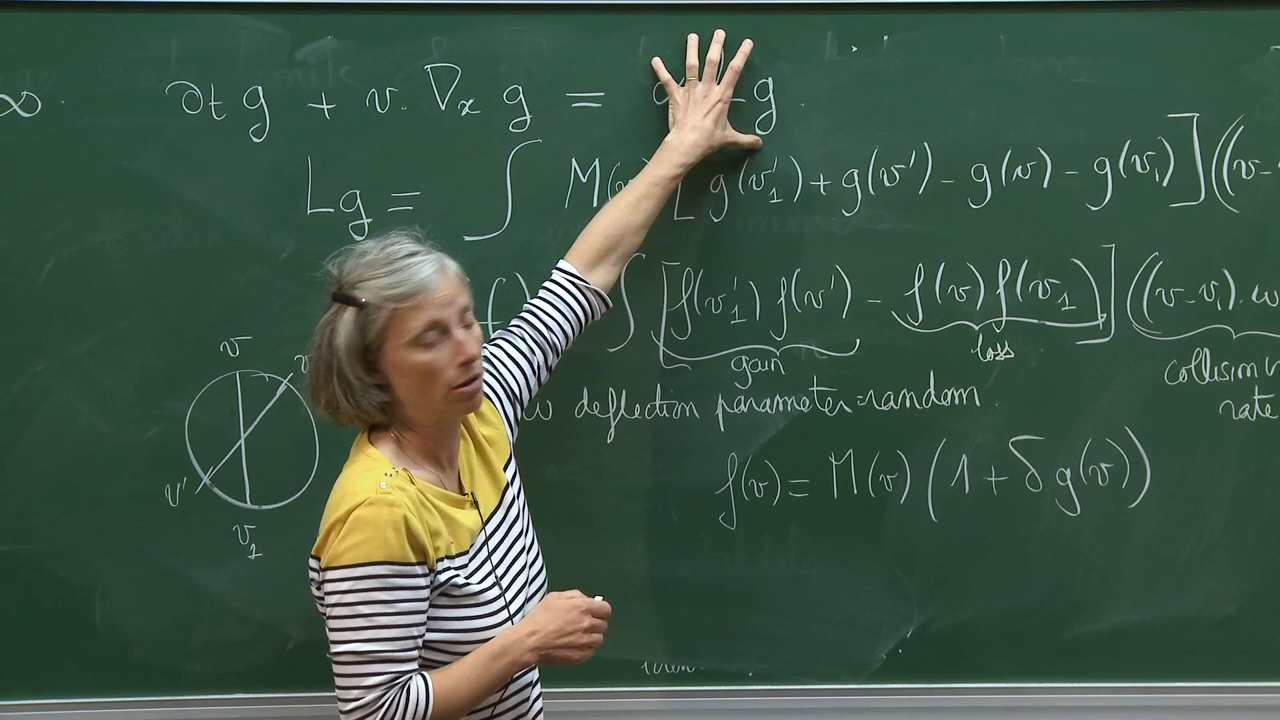 ∞.
∂t g + v. ∇x g = α L g.
Lg = ∫ M(v [ g(v'₁) + g(v') - g(v) - g(v₁) ] ((v-
∫ [ f(v'₁) f(v') - f(v) f(v₁) ] ((v-v₁).ω
gain
loss
collision
rate
ω deflection parameter=random.
f(v) = M(v) (1 + δ g(v))
v
v
v'
v₁